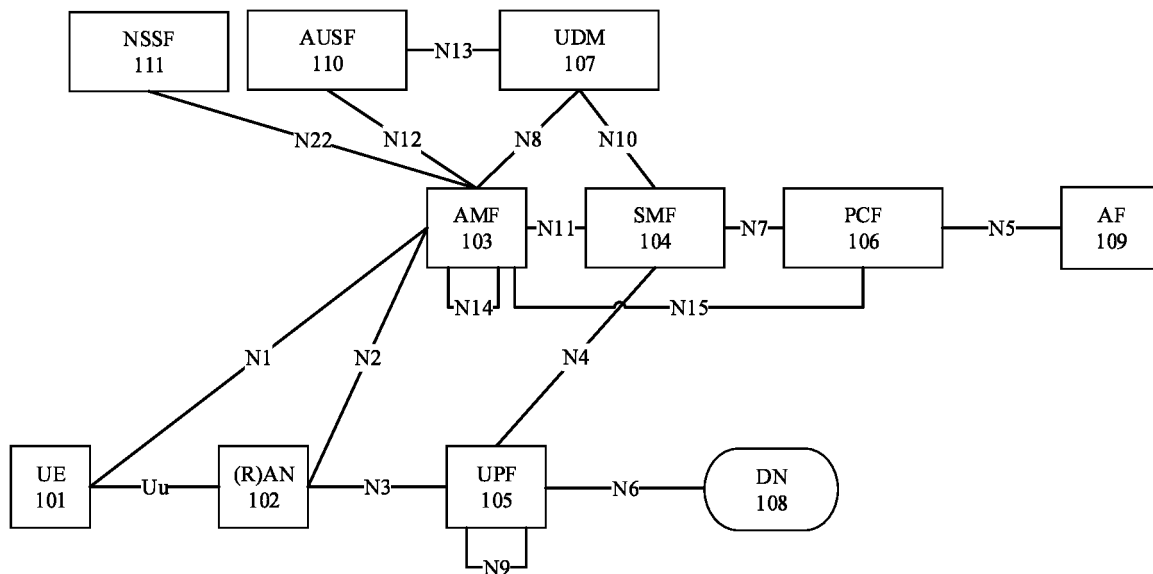 NSSF
111
AUSF
110
N13
UDM
107
N22
N12
N8
N10
AMF
103
N11
SMF
104
N7
PCF
106
N5
AF
109
N14
N15
N1
N2
N4
UE
101
Uu
(R)AN
102
N3
UPF
105
N6
DN
108
N9